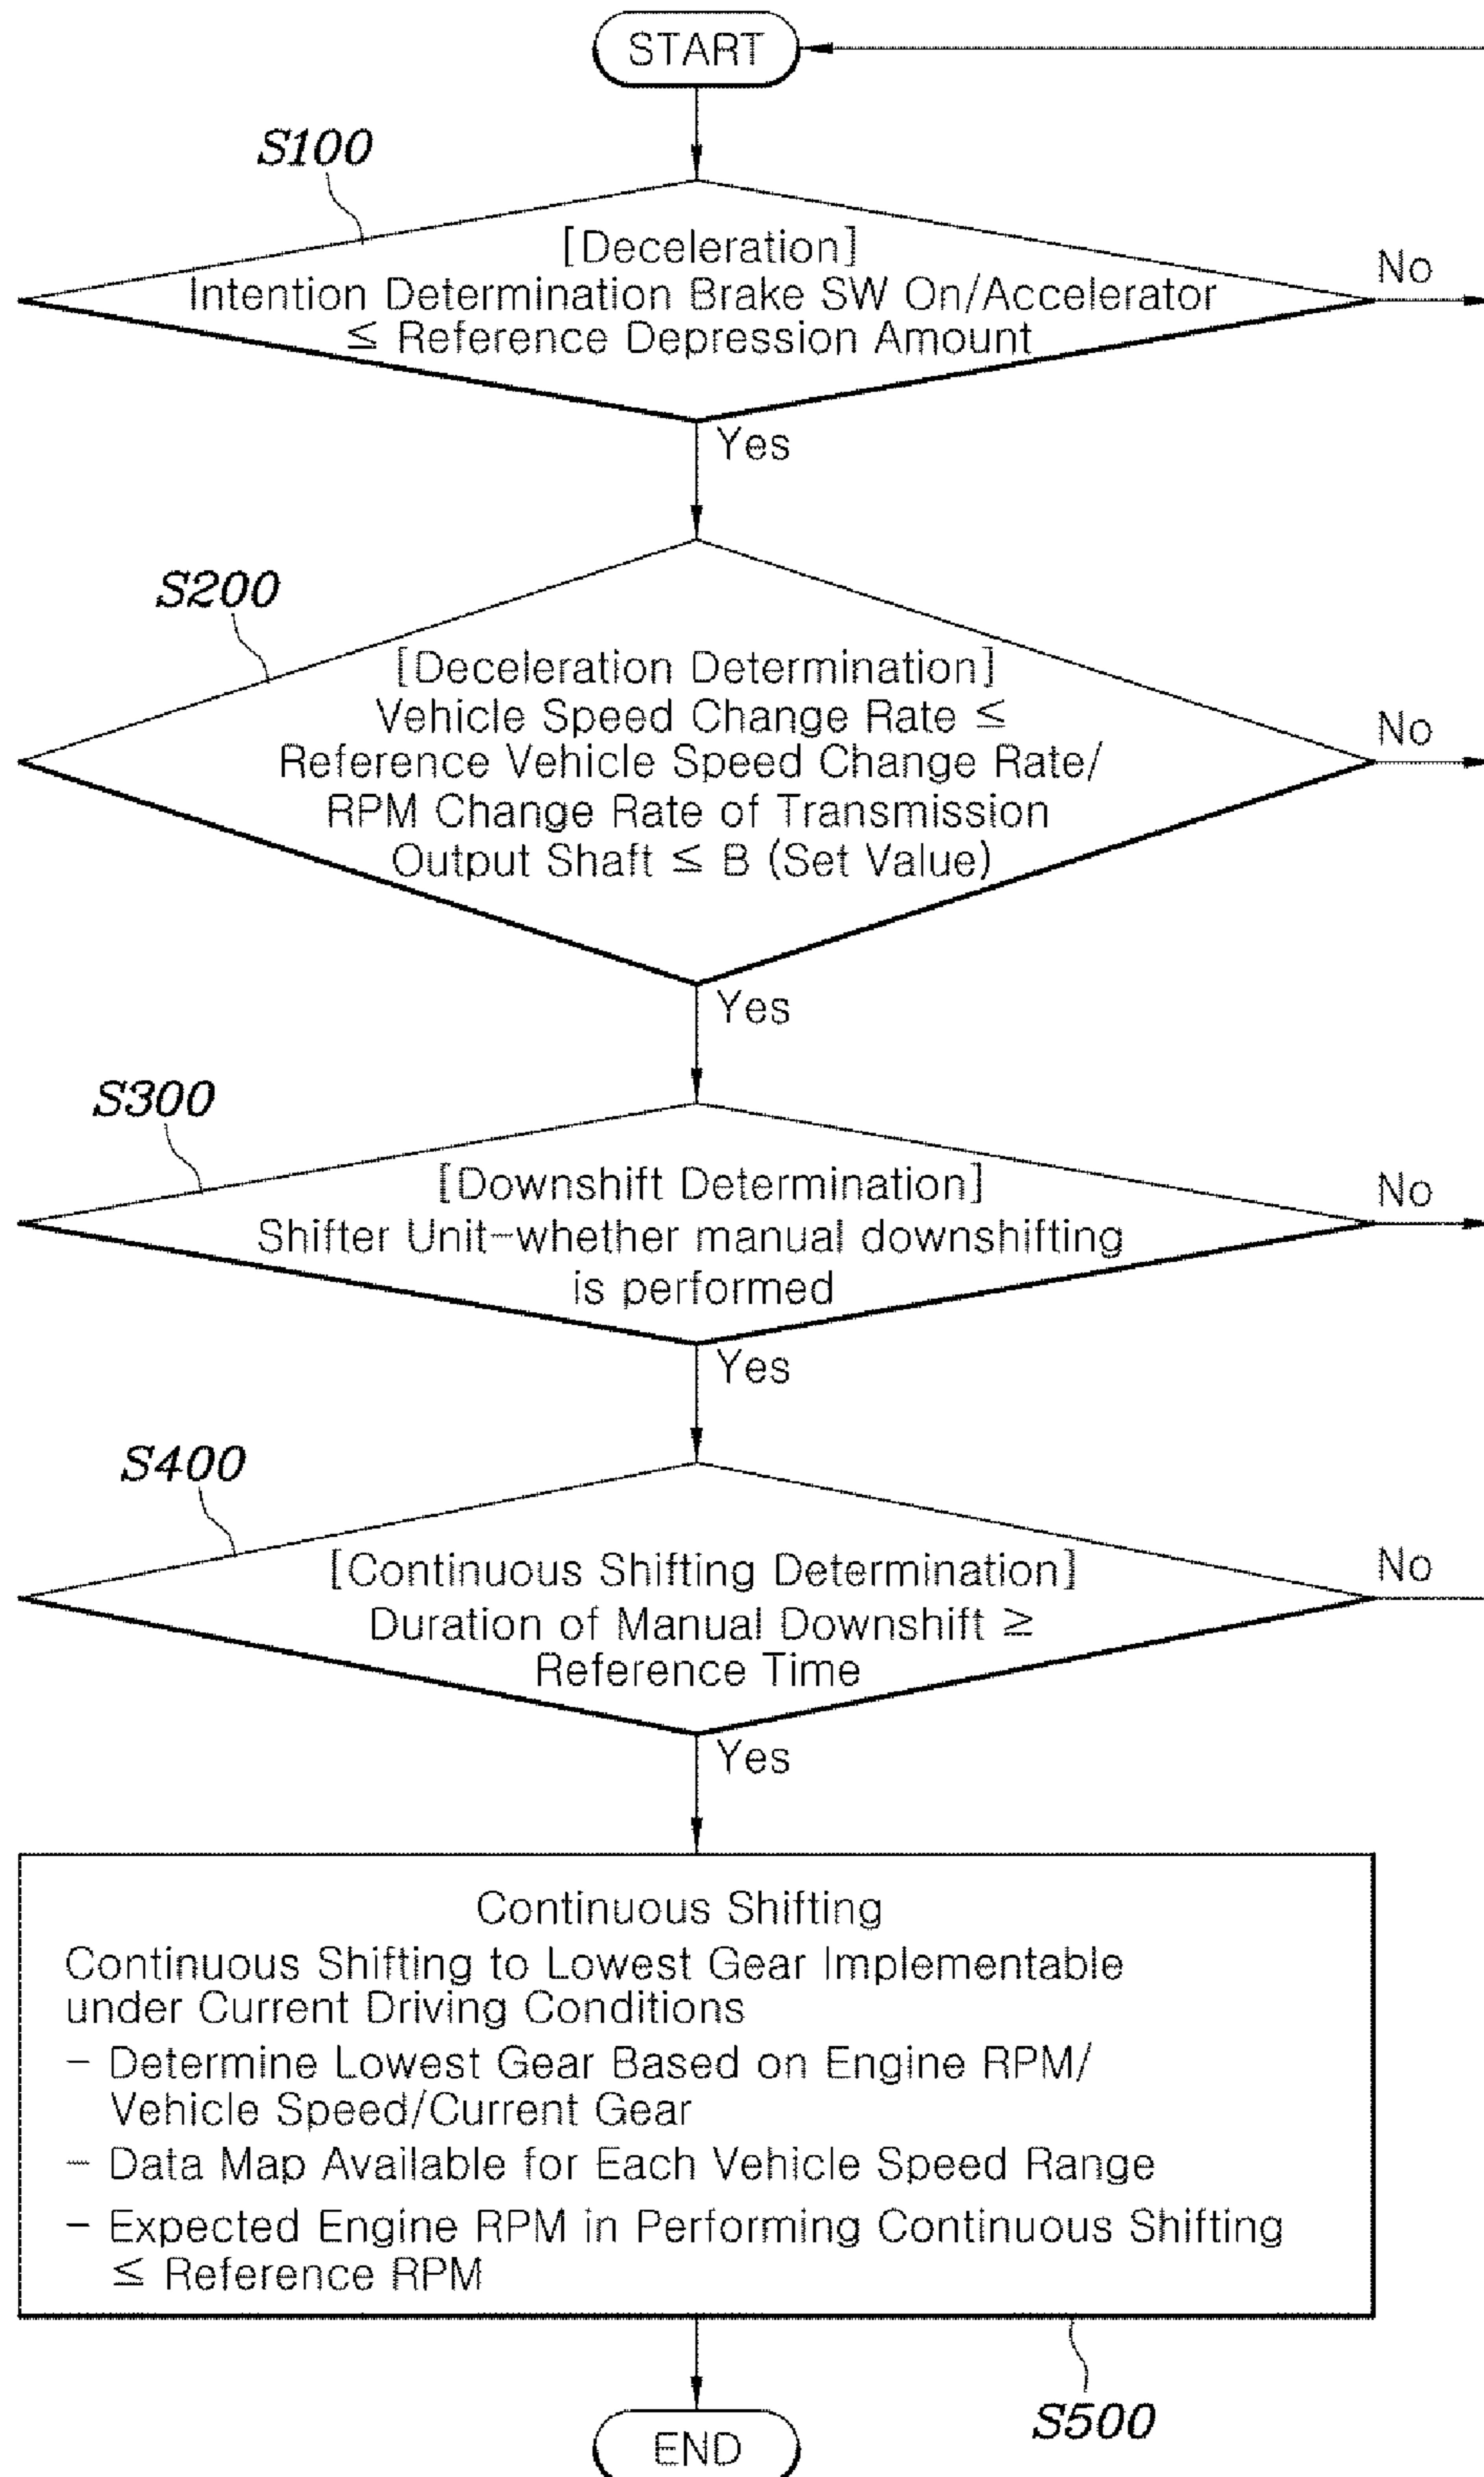 START
S100
[Deceleration]
Intention Determination Brake SW On/Accelerator
≤ Reference Depression Amount
No
Yes
S200
[Deceleration Determination]
Vehicle Speed Change Rate ≤
Reference Vehicle Speed Change Rate/
RPM Change Rate of Transmission
Output Shaft ≤ B (Set Value)
No
Yes
S300
[Downshift Determination]
Shifter Unit-whether manual downshifting
is performed
No
Yes
S400
[Continuous Shifting Determination]
Duration of Manual Downshift ≥
Reference Time
No
Yes
Continuous Shifting
Continuous Shifting to Lowest Gear Implementable
under Current Driving Conditions
- Determine Lowest Gear Based on Engine RPM/
Vehicle Speed/Current Gear
- Data Map Available for Each Vehicle Speed Range
- Expected Engine RPM in Performing Continuous Shifting
≤ Reference RPM
S500
END